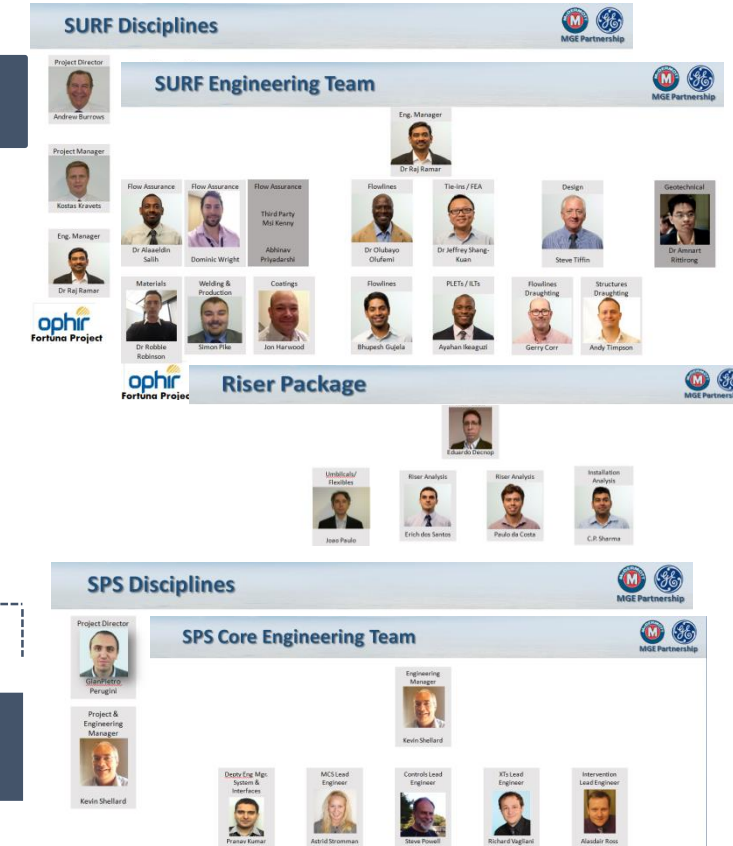 SURF Disciplines
MGE Partnership
Project Director
Andrew Burrows
Project Manager
Kostas Kravets
Eng. Manager
Dr Raj Ramar
ophir
Fortuna Project
SURF Engineering Team
MGE Partnership
Eng. Manager
Dr Raj Ramar
Flow Assurance
Dr Alaaeldin
Salih
Flow Assurance
Dominic Wright
Flow Assurance
Third Party
Msi Kenny
Abhinav
Priyadarshi
Flowlines
Dr Olubayo
Olufemi
Tie-Ins / FEA
Dr Jeffrey Shang-
Kuan
Design
Steve Tiffin
Geotechnical
Dr Amnart
Rittirong
Materials
Dr Robbie
Robinson
Welding &
Production
Simon Pike
Coatings
Jon Harwood
Flowlines
Bhupesh Gujela
PLETs / ILTs
Ayahan Ikeaguzi
Flowlines
Draughting
Gerry Corr
Structures
Draughting
Andy Timpson
ophir
Fortuna Projec
Riser Package
MGE Partnersh
Eduardo Decnop
Umbilicals/
Flexibles
Joao Paulo
Riser Analysis
Erich dos Santos
Riser Analysis
Paulo da Costa
Installation
Analysis
C.P. Sharma
SPS Disciplines
MGE Partnership
Project Director
GianPietro
Perugini
Project &
Engineering
Manager
Kevin Shellard
SPS Core Engineering Team
MGE Partnership
Engineering
Manager
Kevin Shellard
Depty Eng Mgr.
System &
Interfaces
Pranav Kumar
MCS Lead
Engineer
Astrid Stromman
Controls Lead
Engineer
Steve Powell
XTs Lead
Engineer
Richard Vagliani
Intervention
Lead Engineer
Alasdair Ross